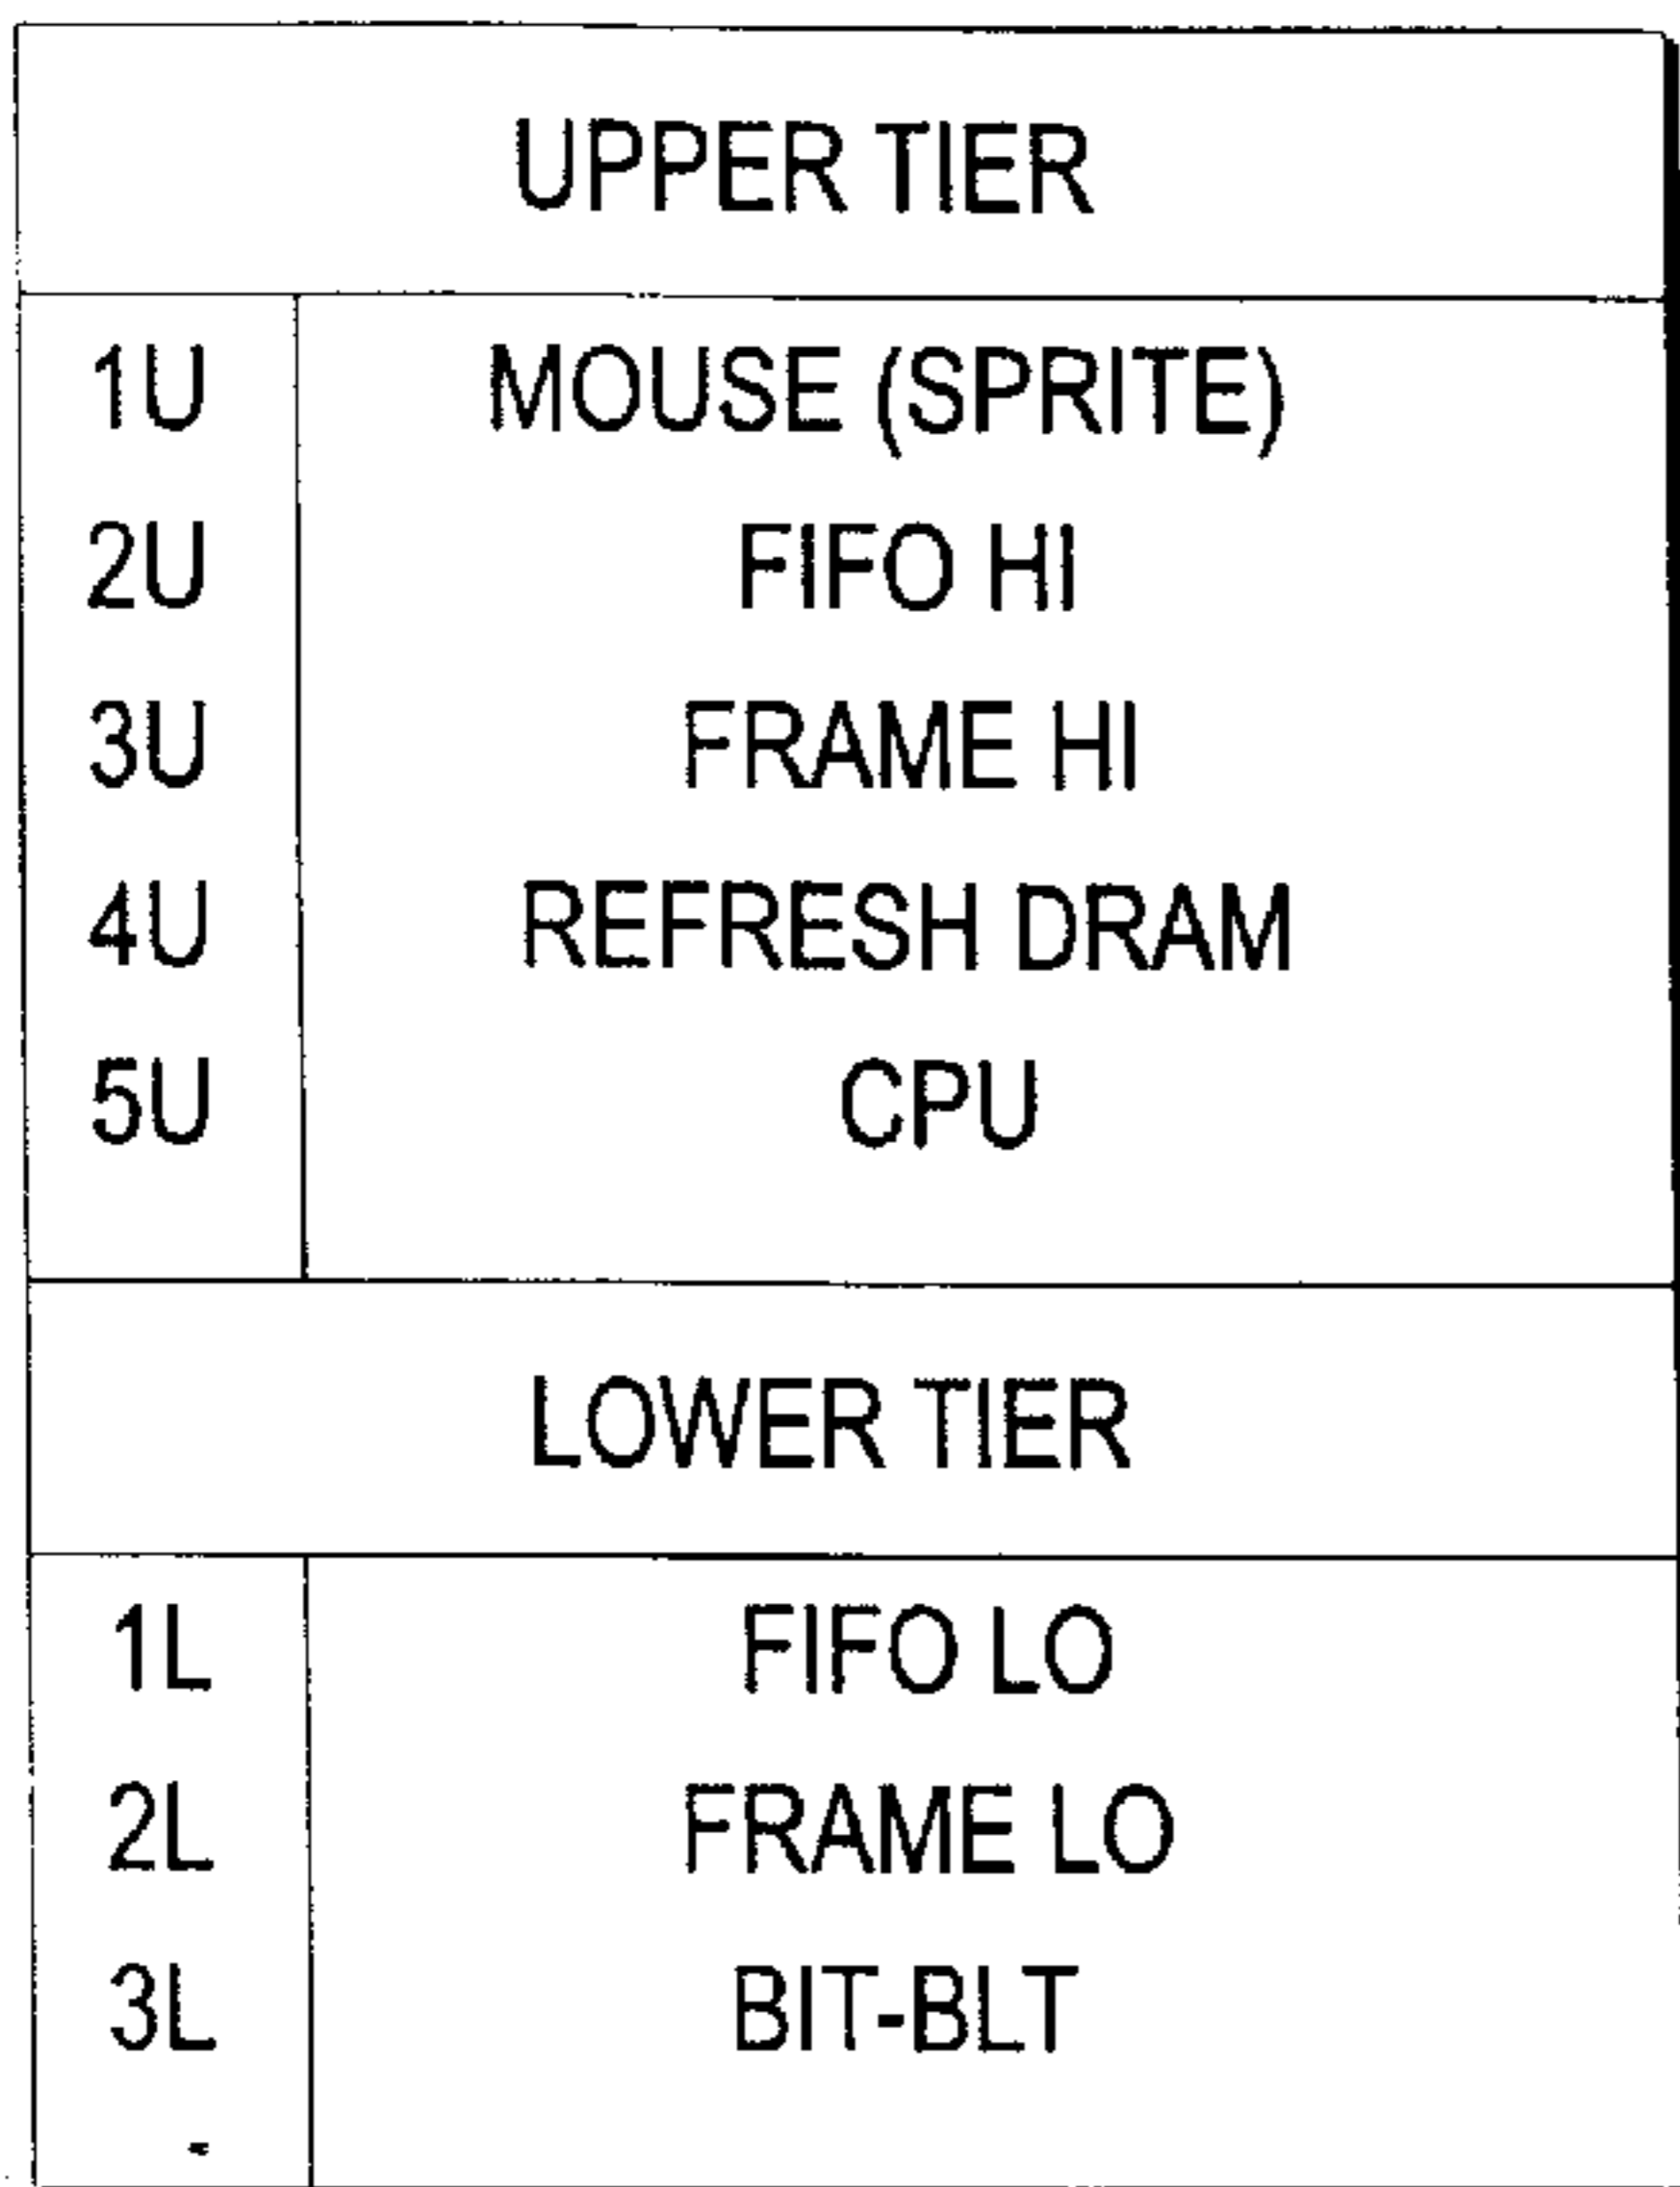 UPPER TIER
1U MOUSE (SPRITE)
2U FIFO HI
3U FRAME HI
4U REFRESH DRAM
5U CPU
LOWER TIER
1L FIFO LO
2L FRAME LO
3L BIT-BLT